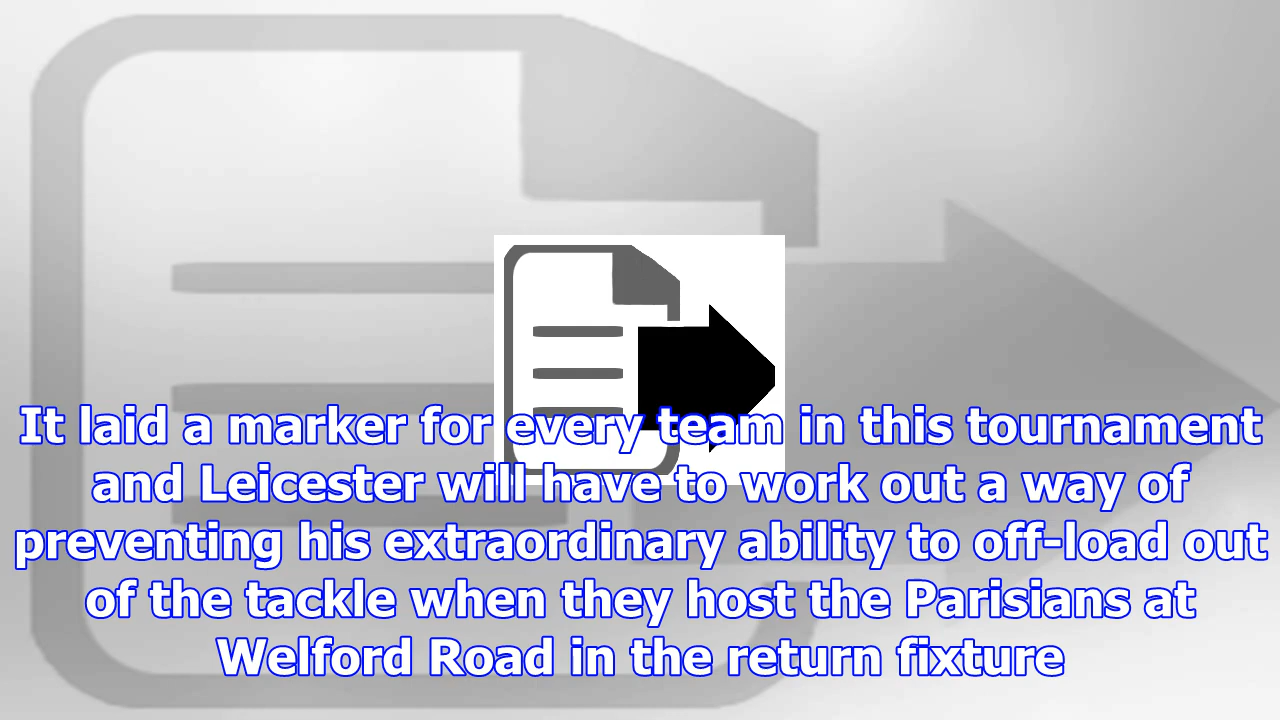 It laid a marker for every team in this tournament
and Leicester will have to work out a way of
preventing his extraordinary ability to off-load out
of the tackle when they host the Parisians at
Welford Road in the return fixture